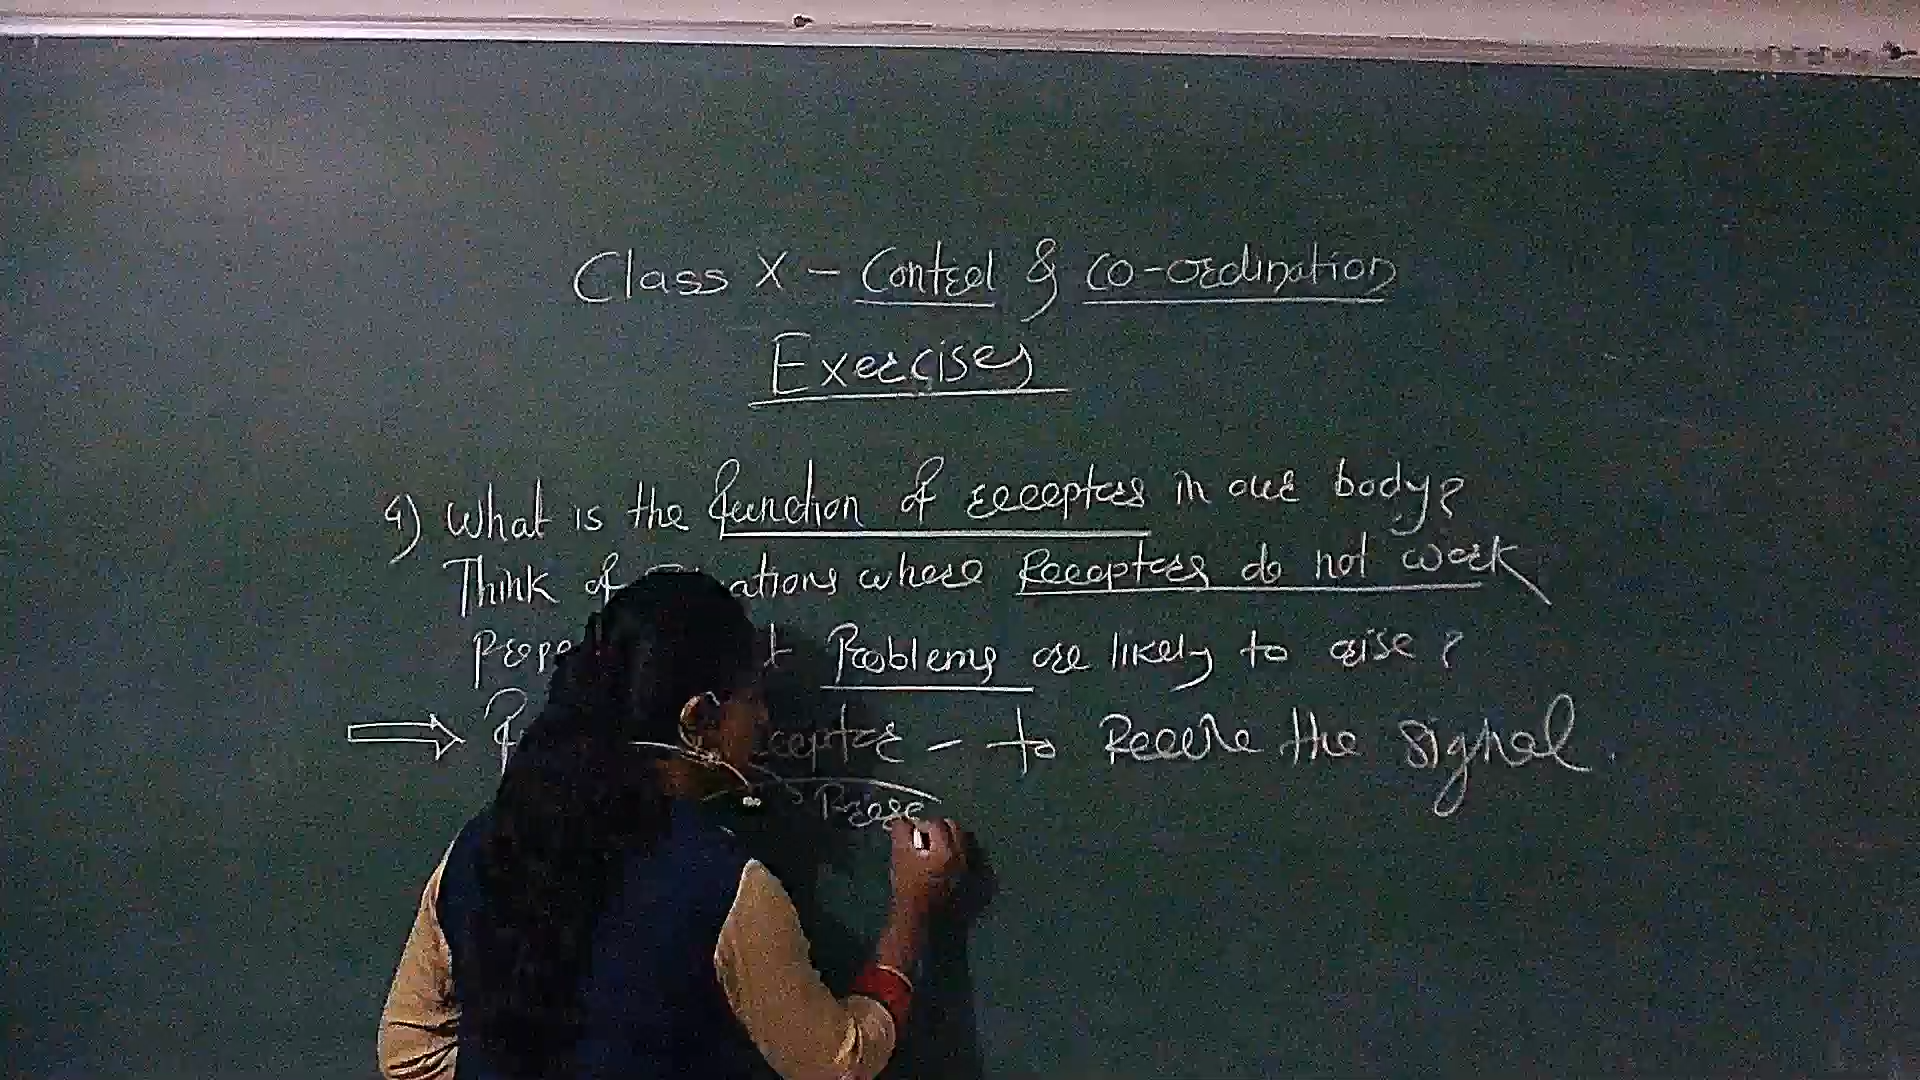 Class X - Control & co-ordination
Exercises
4) What is the function of receptors in our body?
Think of where Receptors do not work
Problems are likely to arise?
to Receive the signal.